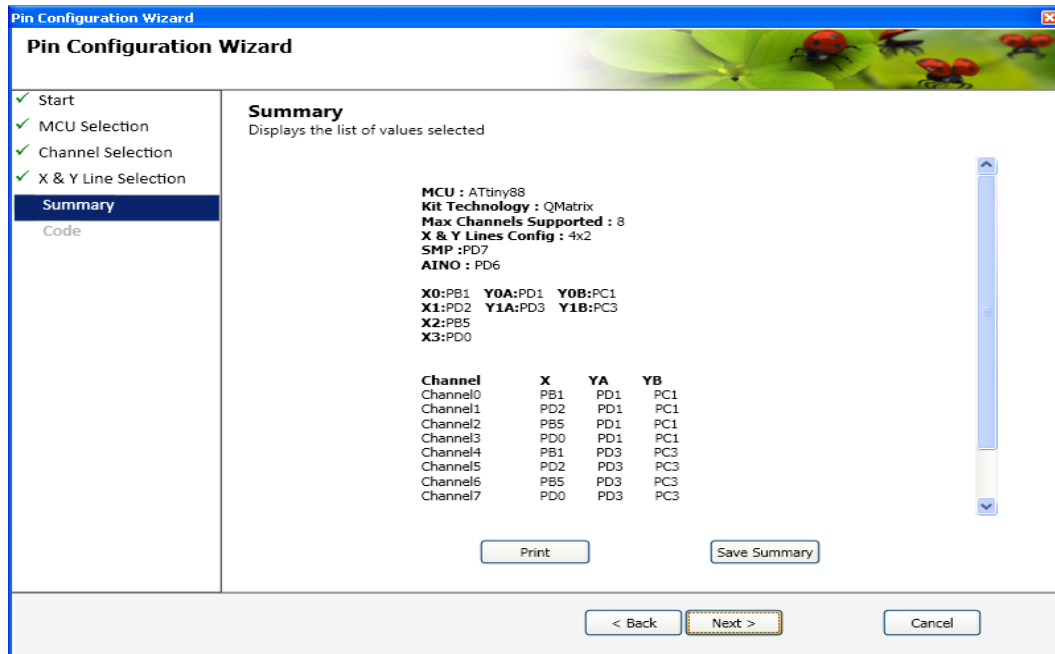 Pin Configuration Wizard
Pin Configuration Wizard
✓ Start
✓ MCU Selection
✓ Channel Selection
✓ X & Y Line Selection
Summary
Code
Summary
Displays the list of values selected
MCU : ATtiny88
Kit Technology : QMatrix
Max Channels Supported : 8
X & Y Lines Config : 4x2
SMP :PD7
AINO : PD6
X0:PB1 Y0A:PD1 Y0B:PC1
X1:PD2 Y1A:PD3 Y1B:PC3
X2:PB5
X3:PD0
Channel X YA YB
Channel0 PB1 PD1 PC1
Channel1 PD2 PD1 PC1
Channel2 PB5 PD1 PC1
Channel3 PD0 PD1 PC1
Channel4 PB1 PD3 PC3
Channel5 PD2 PD3 PC3
Channel6 PB5 PD3 PC3
Channel7 PD0 PD3 PC3
Print Save Summary
< Back Next > Cancel